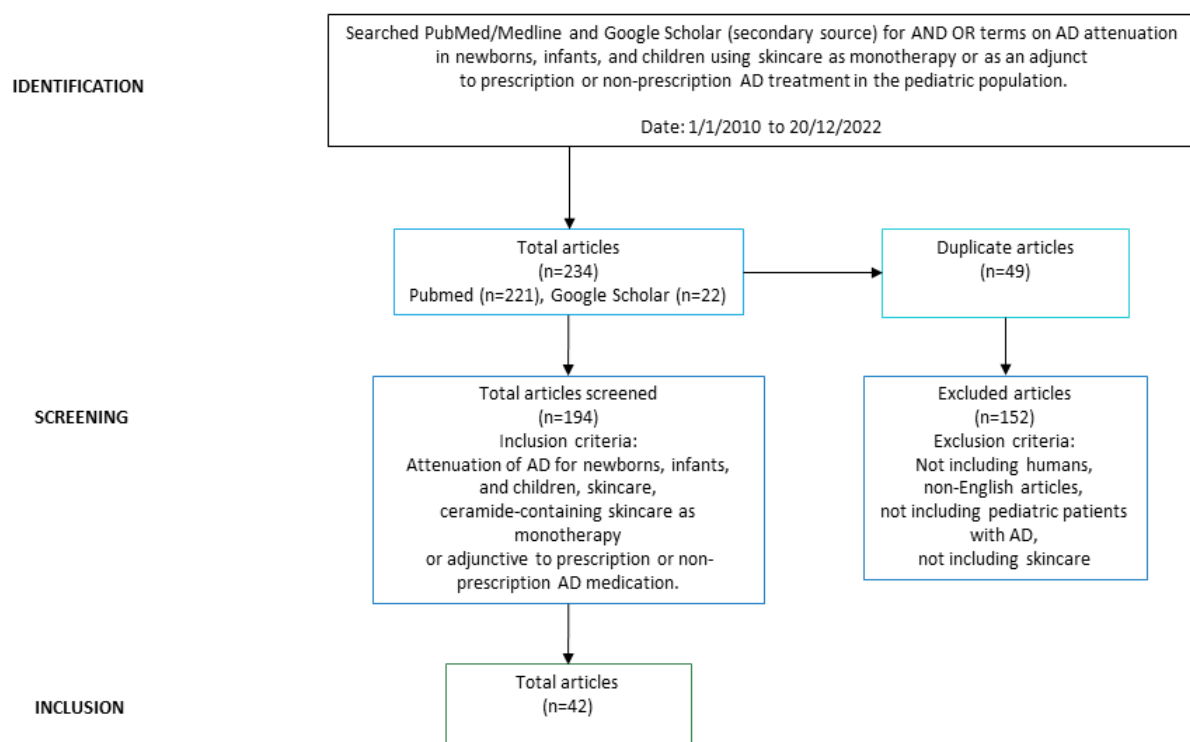 IDENTIFICATION
Searched PubMed/Medline and Google Scholar (secondary source) for AND OR terms on AD attenuation
in newborns, infants, and children using skincare as monotherapy or as an adjunct
to prescription or non-prescription AD treatment in the pediatric population.
Date: 1/1/2010 to 20/12/2022
Total articles
(n=234)
Pubmed (n=221), Google Scholar (n=22)
Duplicate articles
(n=49)
SCREENING
Total articles screened
(n=194)
Inclusion criteria:
Attenuation of AD for newborns, infants,
and children, skincare,
ceramide-containing skincare as
monotherapy
or adjunctive to prescription or non-
prescription AD medication.
Excluded articles
(n=152)
Exclusion criteria:
Not including humans,
non-English articles,
not including pediatric patients
with AD,
not including skincare
INCLUSION
Total articles
(n=42)